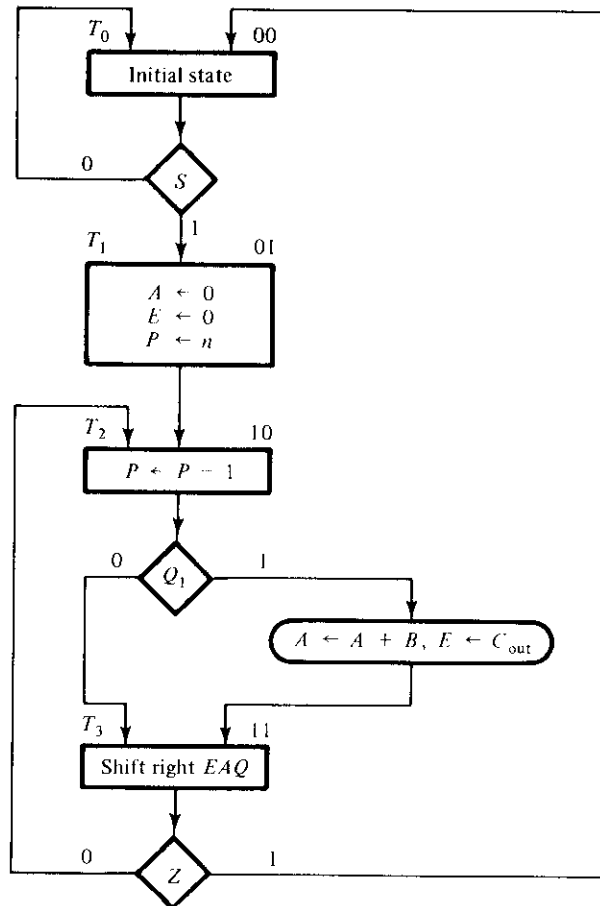 T₀ 00
Initial state
0
S
1
T₁ 01
A ← 0
E ← 0
P ← n
T₂ 10
P ← P − 1
0 1
Q₁
A ← A + B, E ← C_out
T₃ 11
Shift right EAQ
0 1
Z